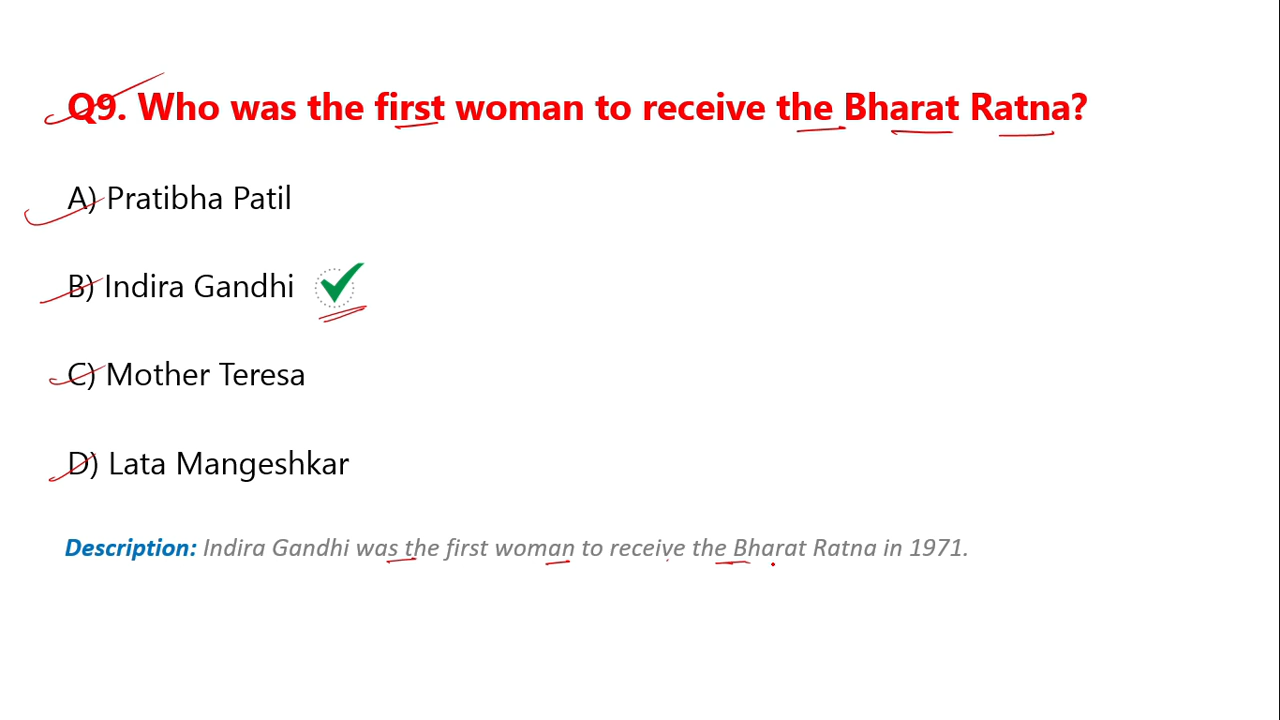 Q9. Who was the first woman to receive the Bharat Ratna?
A) Pratibha Patil
B) Indira Gandhi
C) Mother Teresa
D) Lata Mangeshkar
Description: Indira Gandhi was the first woman to receive the Bharat Ratna in 1971.